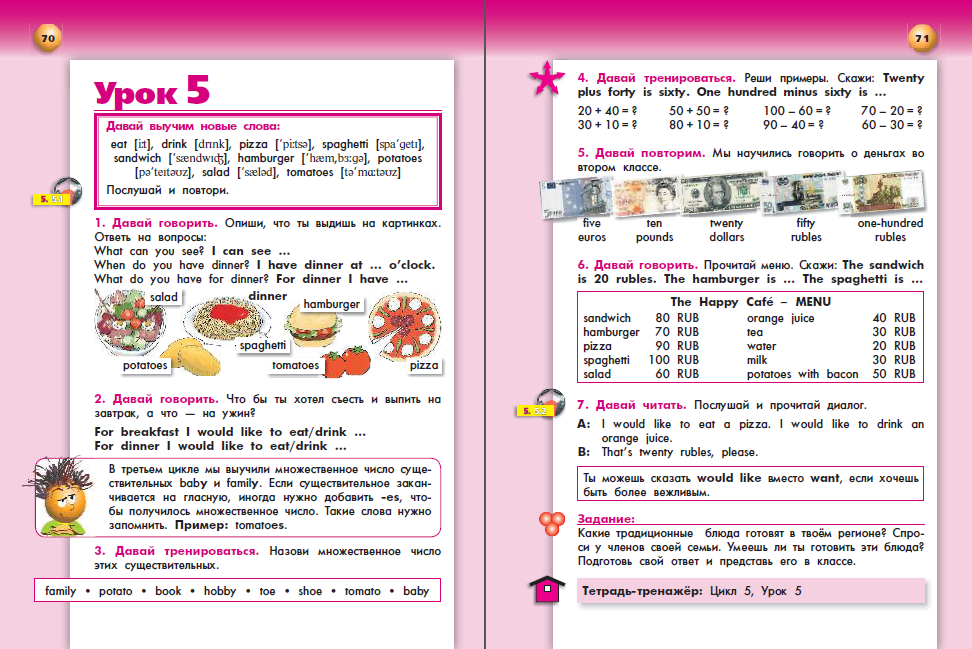 70
Урок 5
Давай выучим новые слова:
eat [iːt], drink [drɪnk], pizza [ˈpiːtsə], spaghetti [spəˈgetɪ],
sandwich [ˈsændwɪʤ], hamburger [ˈhæmˌbɜːgə], potatoes
[pəˈteɪtəʊz], salad [ˈsæləd], tomatoes [təˈmɑːtəʊz]
Послушай и повтори.
5. 5.1
1. Давай говорить. Опиши, что ты видишь на картинках.
Ответь на вопросы:
What can you see? I can see ...
When do you have dinner? I have dinner at ... o’clock.
What do you have for dinner? For dinner I have ...
salad
dinner
hamburger
spaghetti
potatoes
tomatoes
pizza
2. Давай говорить. Что бы ты хотел съесть и выпить на
завтрак, а что — на ужин?
For breakfast I would like to eat/drink ...
For dinner I would like to eat/drink ...
В третьем цикле мы выучили множественное число суще-
ствительных baby и family. Если существительное закан-
чивается на гласную, иногда нужно добавить -es, что-
бы получилось множественное число. Такие слова нужно
запомнить. Пример: tomatoes.
3. Давай тренироваться. Назови множественное число
этих существительных.
family • potato • book • hobby • toe • shoe • tomato • baby
71
4. Давай тренироваться. Реши примеры. Скажи: Twenty
plus forty is sixty. One hundred minus sixty is ...
20 + 40 = ? 50 + 50 = ? 100 – 60 = ? 70 – 20 = ?
30 + 10 = ? 80 + 10 = ? 90 – 40 = ? 60 – 30 = ?
5. Давай повторим. Мы научились говорить о деньгах во
втором классе.
five ten twenty fifty one-hundred
euros pounds dollars rubles rubles
6. Давай говорить. Прочитай меню. Скажи: The sandwich
is 20 rubles. The hamburger is ... The spaghetti is ...
The Happy Café – MENU
sandwich 80 RUB orange juice 40 RUB
hamburger 70 RUB tea 30 RUB
pizza 90 RUB water 20 RUB
spaghetti 100 RUB milk 30 RUB
salad 60 RUB potatoes with bacon 50 RUB
5. 5.2
7. Давай читать. Послушай и прочитай диалог.
A: I would like to eat a pizza. I would like to drink an
orange juice.
B: That’s twenty rubles, please.
Ты можешь сказать would like вместо want, если хочешь
быть более вежливым.
Задание:
Какие традиционные блюда готовят в твоём регионе? Спро-
си у членов своей семьи. Умеешь ли ты готовить эти блюда?
Подготовь свой ответ и представь его в классе.
Тетрадь-тренажёр: Цикл 5, Урок 5